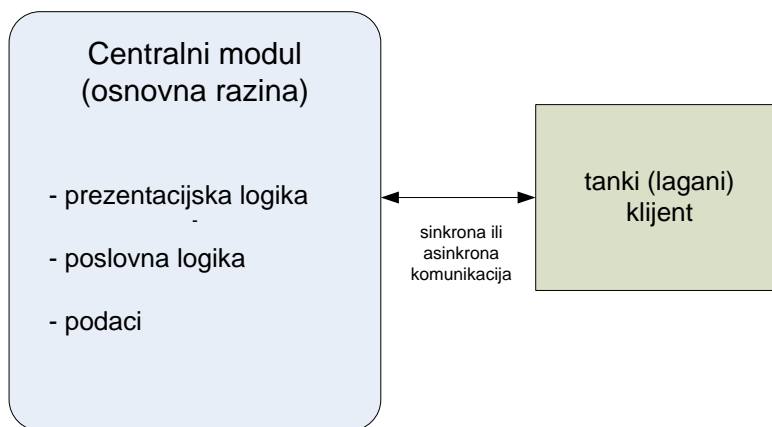 Centralni modul
(osnovna razina)
- prezentacijska logika
-
- poslovna logika
- podaci
sinkrona ili
asinkrona
komunikacija
tanki (lagani)
klijent